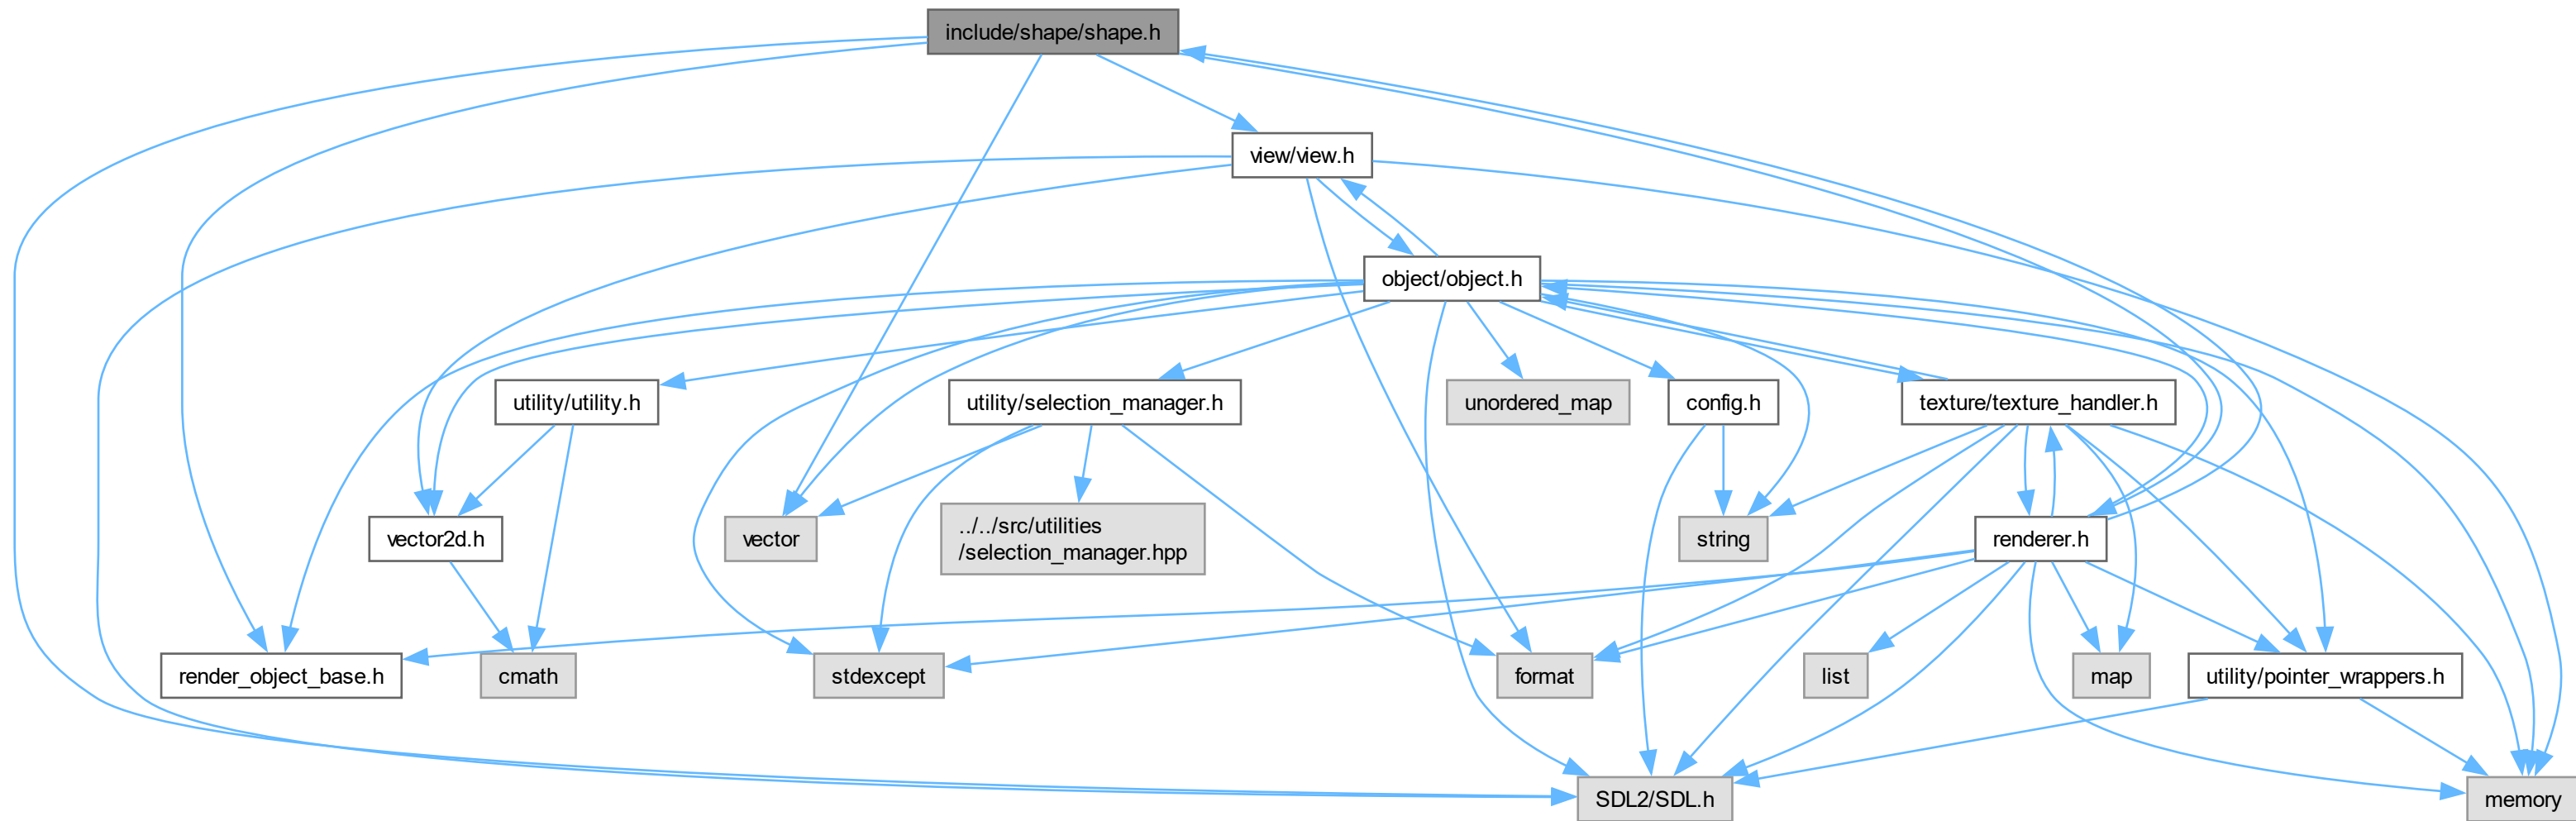 include/shape/shape.h
view/view.h
object/object.h
utility/utility.h
utility/selection_manager.h
unordered_map
config.h
texture/texture_handler.h
vector2d.h
vector
../../src/utilities
/selection_manager.hpp
string
renderer.h
render_object_base.h
cmath
stdexcept
format
list
map
utility/pointer_wrappers.h
SDL2/SDL.h
memory